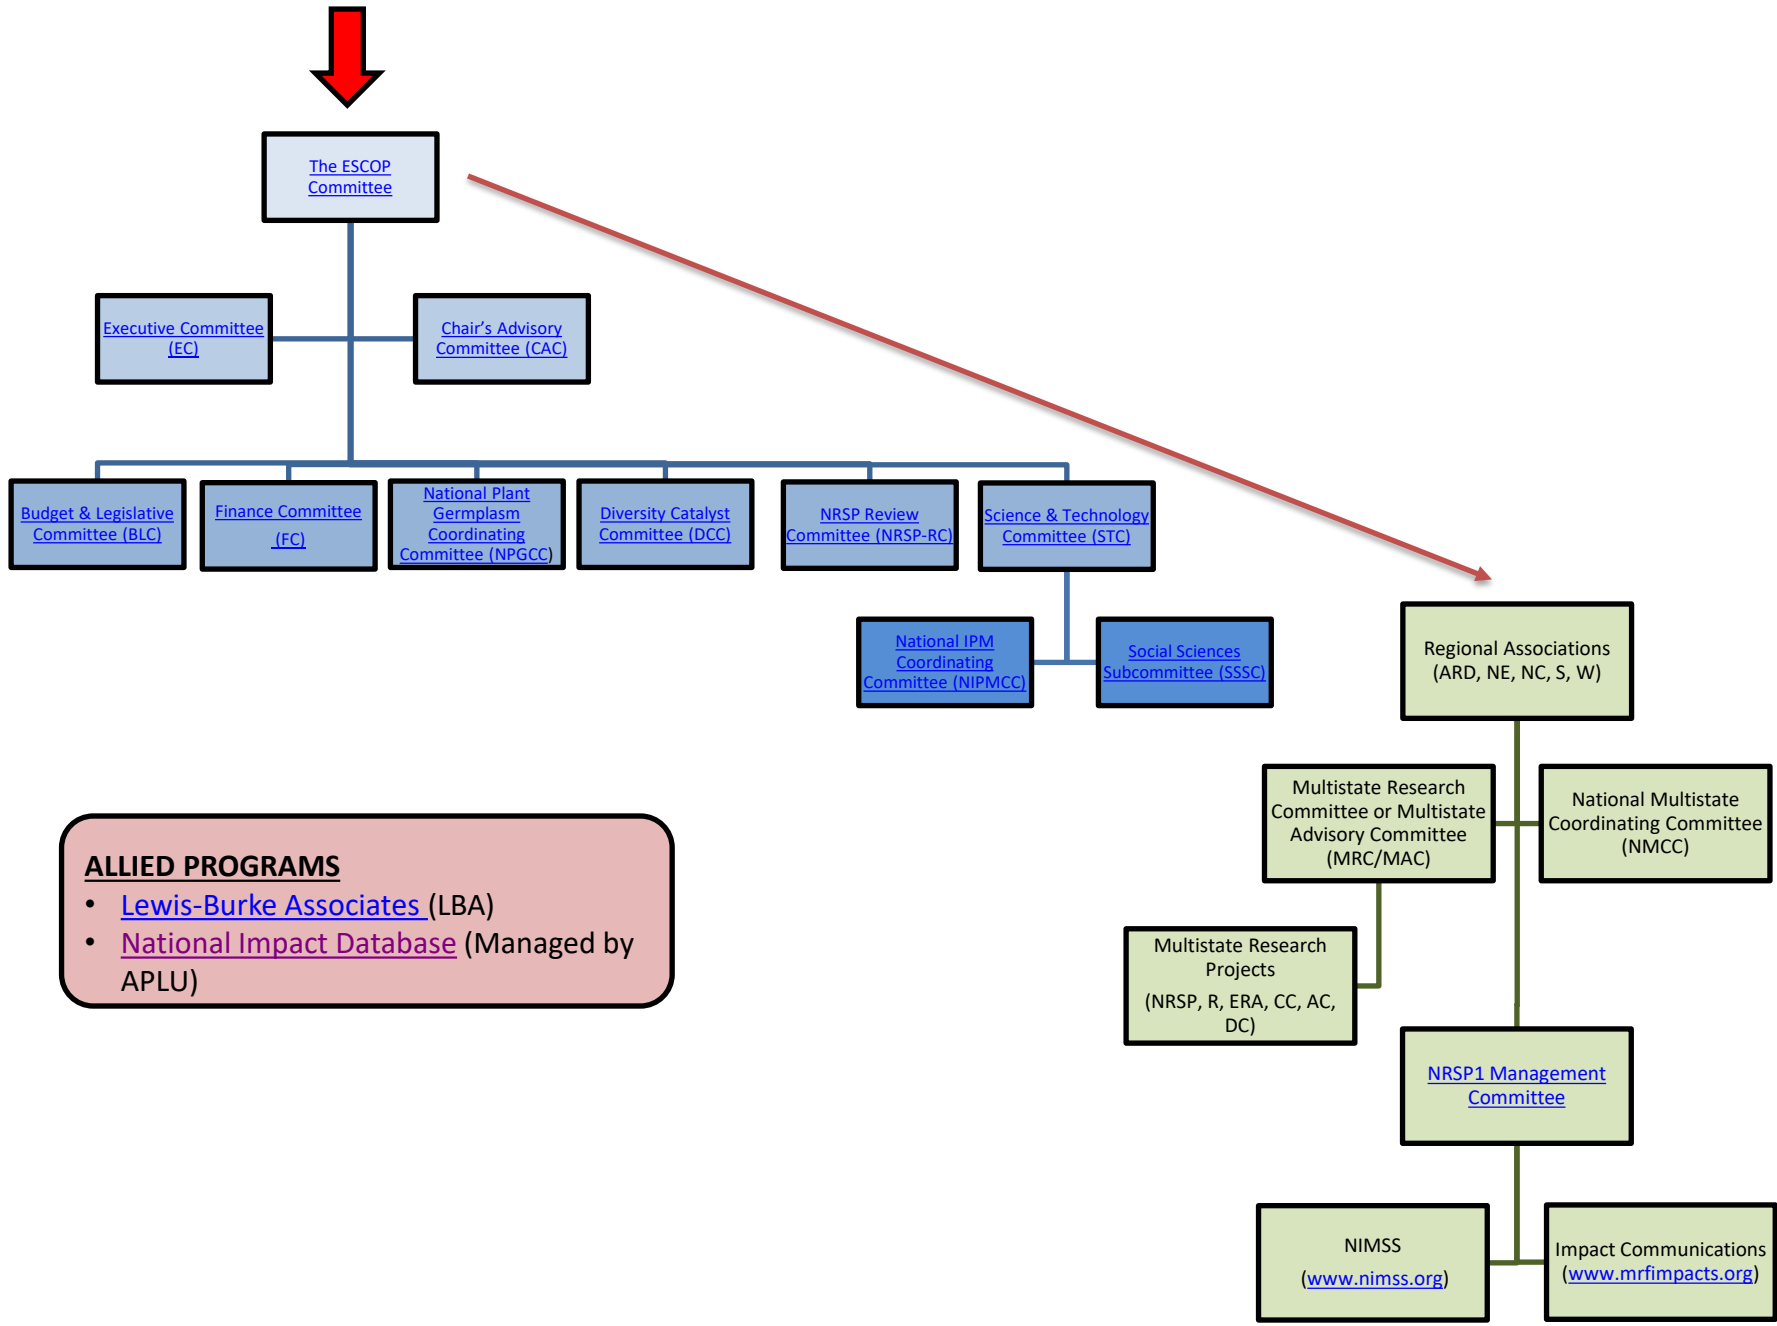 The ESCOP
Committee
Executive Committee
(EC)
Chair's Advisory
Committee (CAC)
Budget & Legislative
Committee (BLC)
Finance Committee
(FC)
National Plant
Germplasm
Coordinating
Committee (NPGCC)
Diversity Catalyst
Committee (DCC)
NRSP Review
Committee (NRSP-RC)
Science & Technology
Committee (STC)
National IPM
Coordinating
Committee (NIPMCC)
Social Sciences
Subcommittee (SSSC)
Regional Associations
(ARD, NE, NC, S, W)
Multistate Research
Committee or Multistate
Advisory Committee
(MRC/MAC)
National Multistate
Coordinating Committee
(NMCC)
ALLIED PROGRAMS
• Lewis-Burke Associates (LBA)
• National Impact Database (Managed by
APLU)
Multistate Research
Projects
(NRSP, R, ERA, CC, AC,
DC)
NRSP1 Management
Committee
NIMSS
(www.nimss.org)
Impact Communications
(www.mrfimpacts.org)